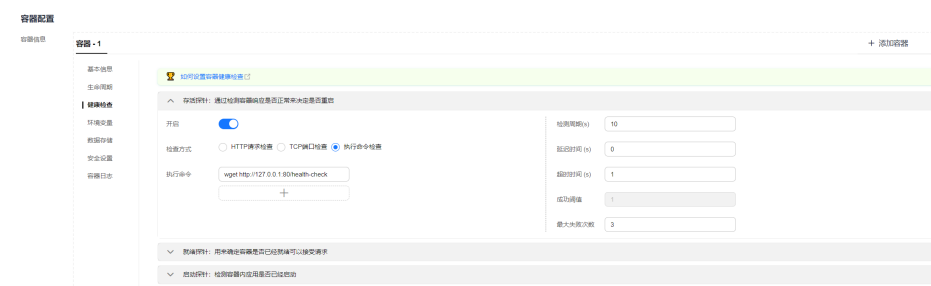 容器配置
容器信息
容器 - 1
+ 添加容器
基本信息
生命周期
健康检查
环境变量
数据存储
安全设置
容器日志
如何设置容器健康检查
存活探针：通过检测容器响应是否正常来决定是否重启
开启
检查方式
HTTP请求检查 TCP端口检查 执行命令检查
执行命令
wget http://127.0.0.1:80/health-check
+
检测周期(s) 10
延迟时间 (s) 0
超时时间 (s) 1
成功阈值 1
最大失败次数 3
就绪探针：用来确定容器是否已经就绪可以接受请求
启动探针：检测容器内应用是否已经启动